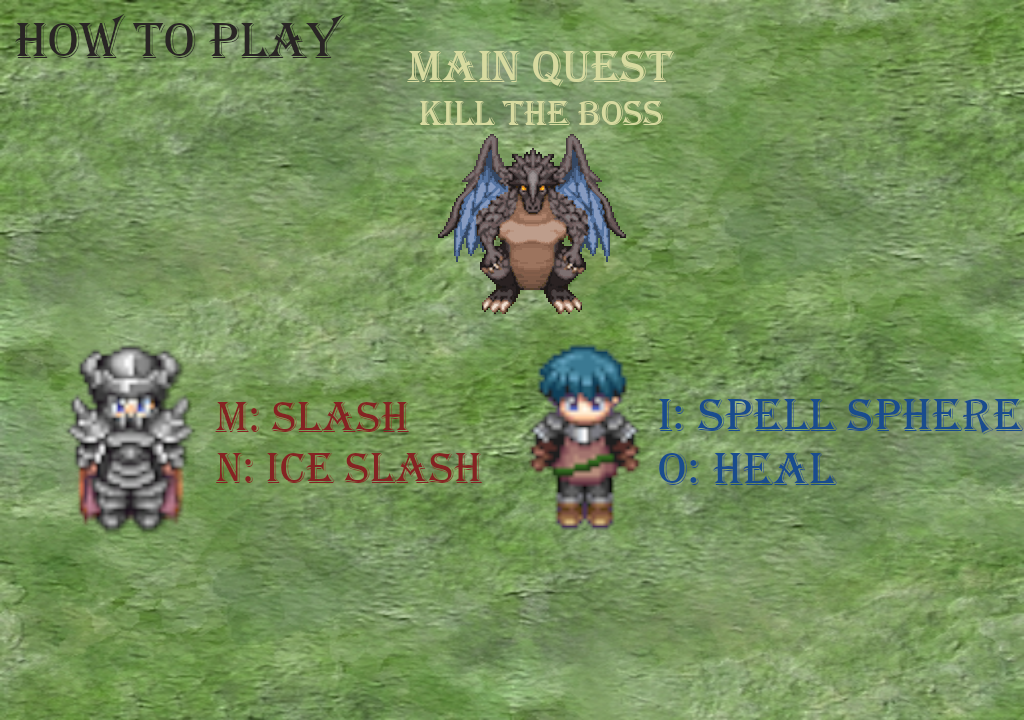 HOW TO PLAY
MAIN QUEST
KILL THE BOSS
M: SLASH
N: ICE SLASH
I: SPELL SPHERE
O: HEAL